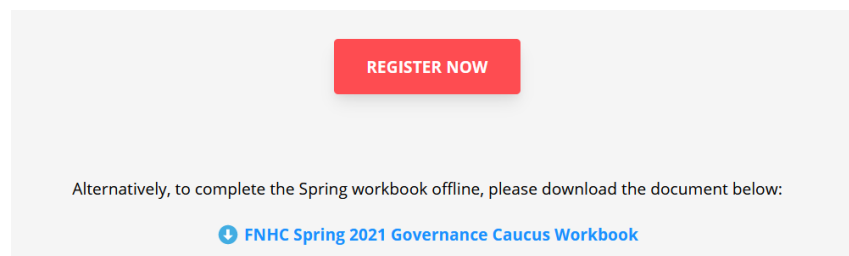 REGISTER NOW
Alternatively, to complete the Spring workbook offline, please download the document below:
FNHC Spring 2021 Governance Caucus Workbook